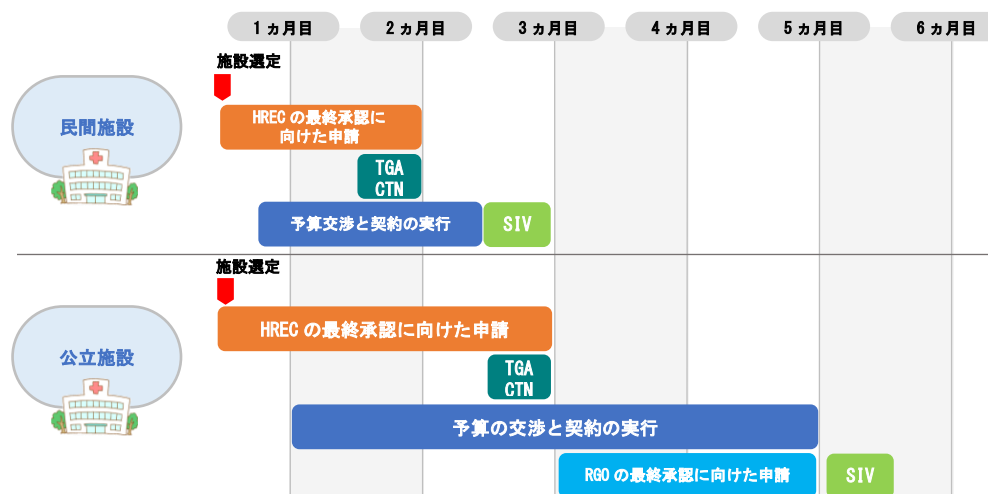 1ヵ月目
2ヵ月目
3ヵ月目
4ヵ月目
5ヵ月目
6ヵ月目
施設選定
民間施設
HRECの最終承認に
向けた申請
TGA
CTN
予算交渉と契約の実行
SIV
施設選定
公立施設
HRECの最終承認に向けた申請
TGA
CTN
予算の交渉と契約の実行
RGOの最終承認に向けた申請
SIV